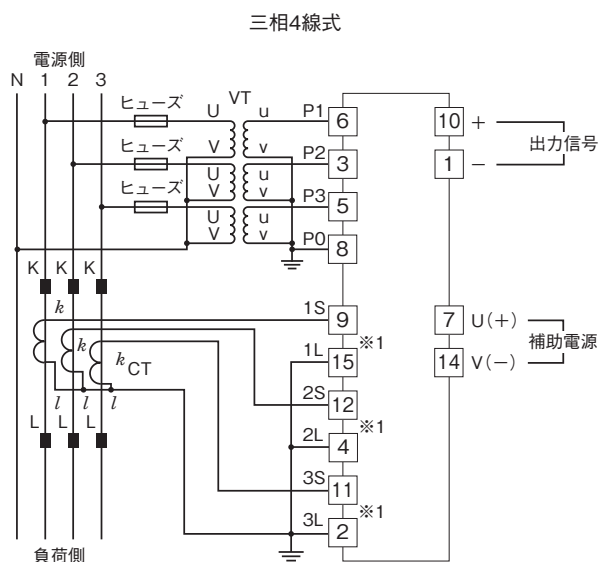 三相4線式
電源側
N 1 2 3
ヒューズ VT
U u P1 6 10 +
出力信号
V v P2 3 1 −
ヒューズ
U u
V v P3 5
ヒューズ
U u
V v P0 8
K K K
k 1S 9 7 U(+)
※1 補助電源
k 1L 15 14 V(−)
k CT
2S 12
l l l
※1
L L L 2L 4
3S 11
※1
3L 2
負荷側